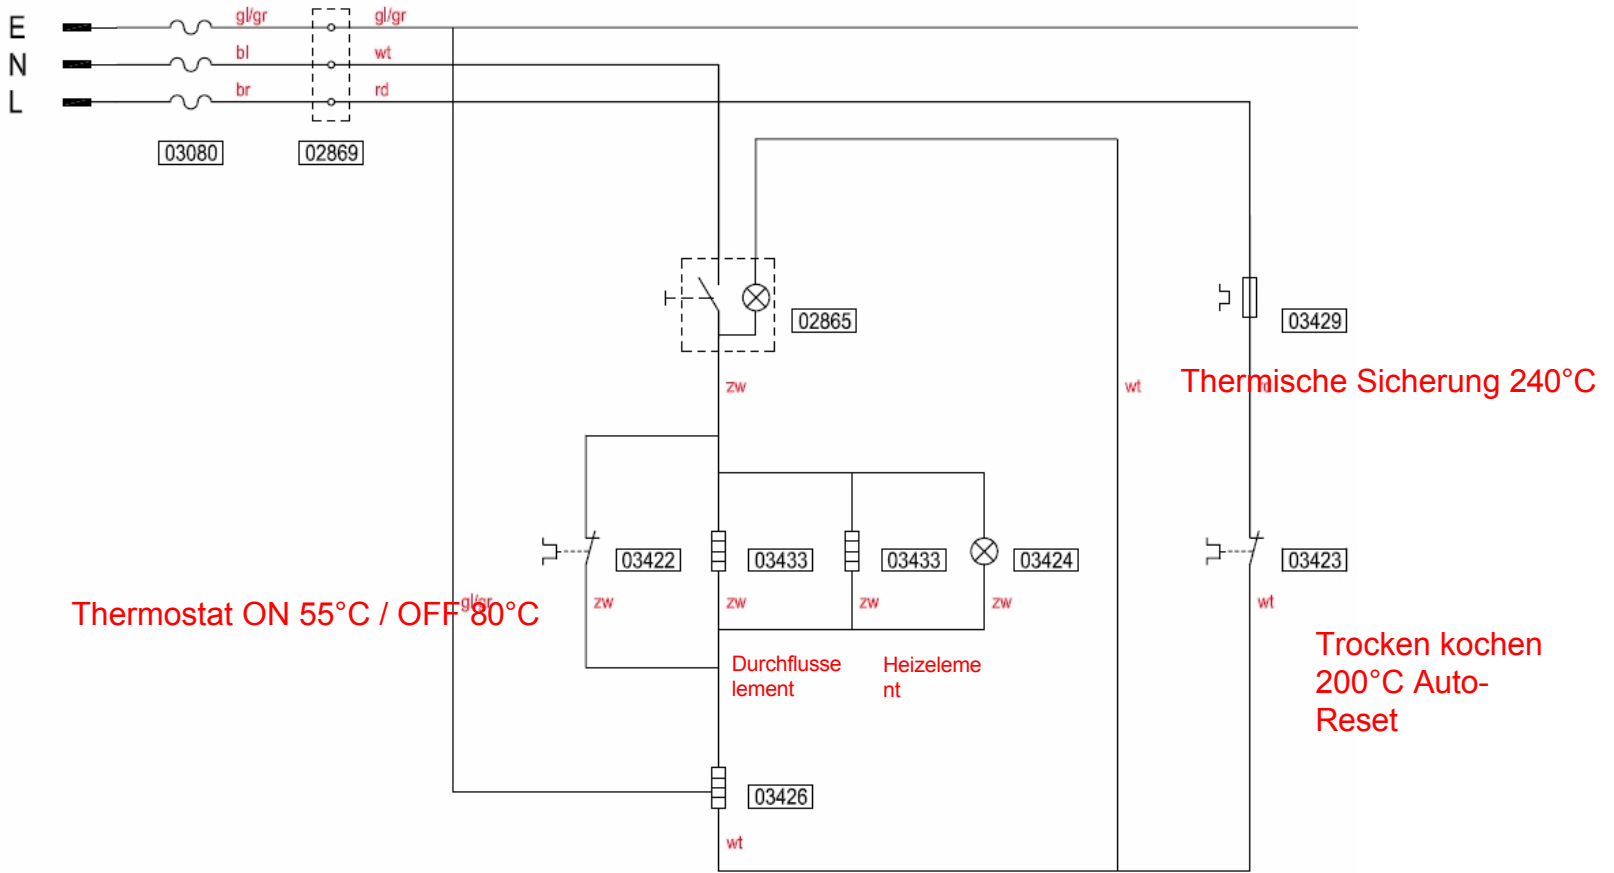 E
gl/gr
gl/gr
N
bl
wt
L
br
rd
03080
02869
02865
03429
zw
wt
Thermische Sicherung 240°C
03422
03433
03433
03424
03423
Thermostat ON 55°C / OFF 80°C
gl/gr
zw
zw
zw
zw
wt
Durchflusse
lement
Heizeleme
nt
Trocken kochen
200°C Auto-
Reset
03426
wt